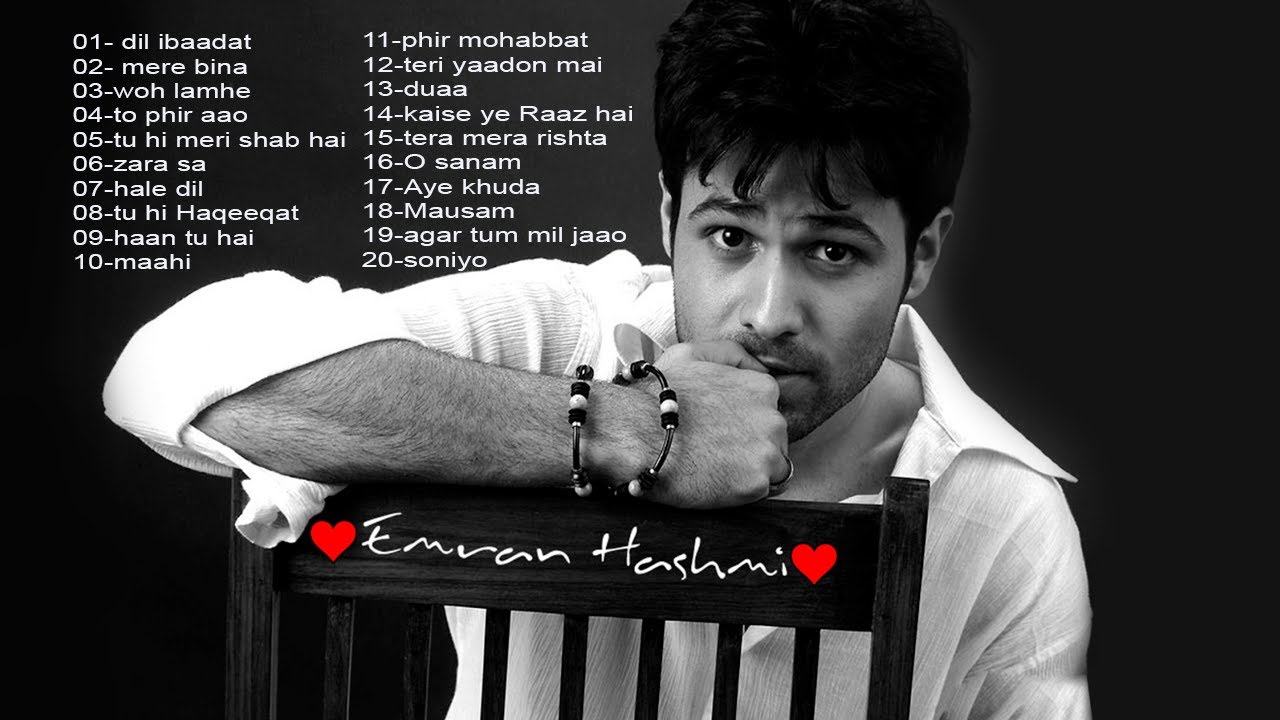 01- dil ibaadat
02- mere bina
03-woh lamhe
04-to phir aao
05-tu hi meri shab hai
06-zara sa
07-hale dil
08-tu hi Haqeeqat
09-haan tu hai
10-maahi
11-phir mohabbat
12-teri yaadon mai
13-duaa
14-kaise ye Raaz hai
15-tera mera rishta
16-O sanam
17-Aye khuda
18-Mausam
19-agar tum mil jaao
20-soniyo
Emran Hashmi